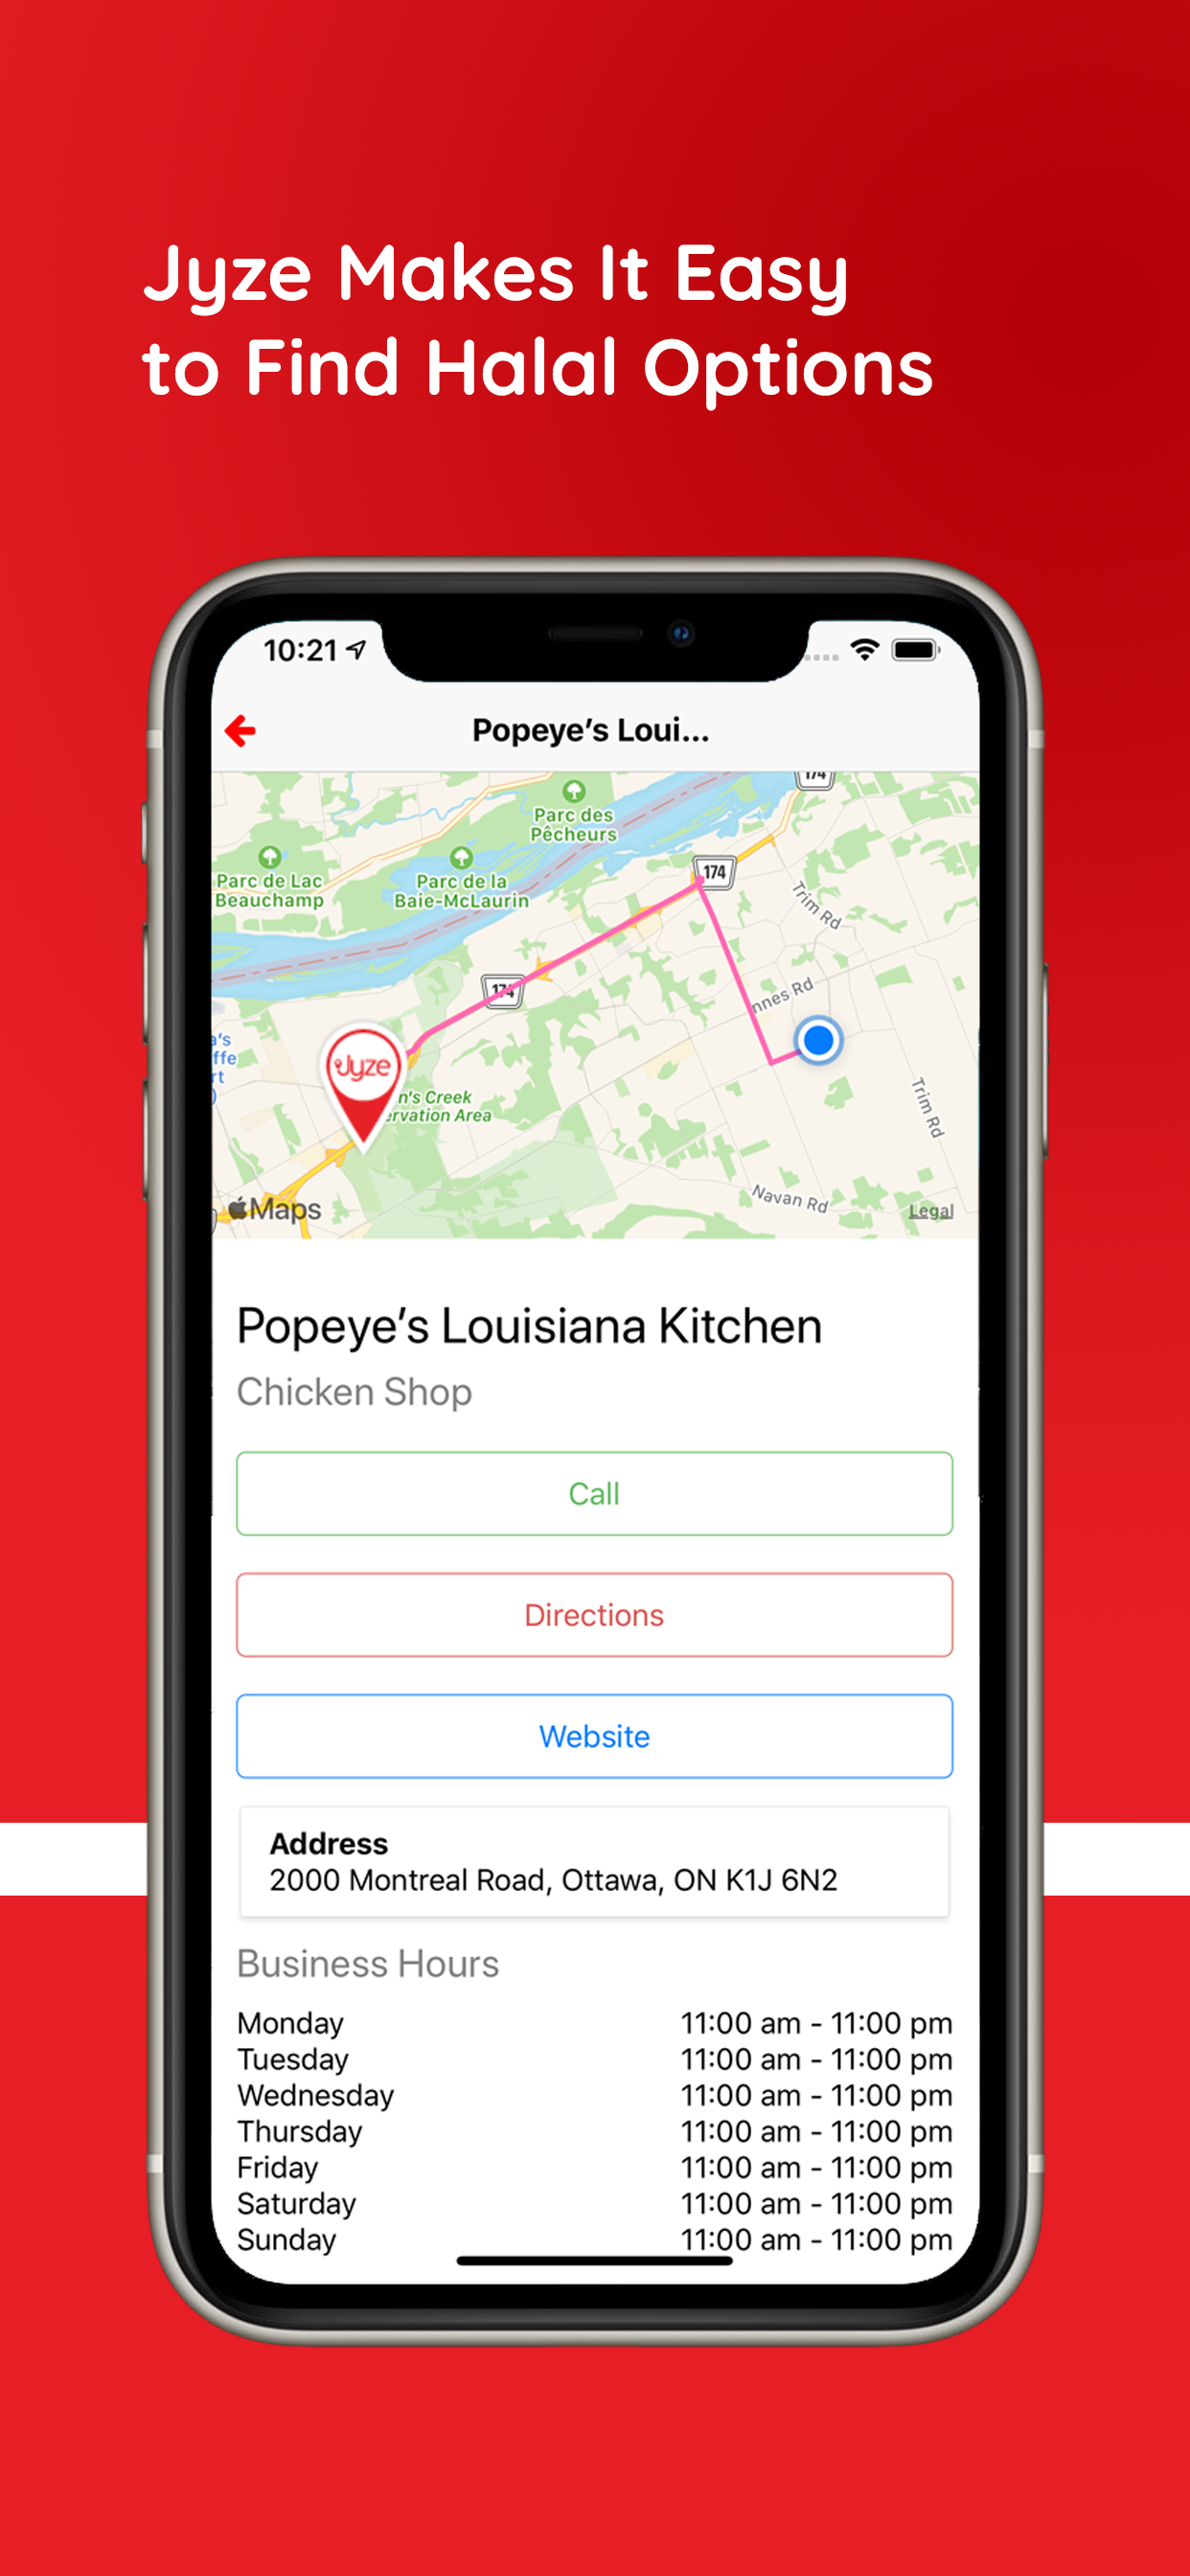 Jyze Makes It Easy
to Find Halal Options
10:21
Popeye’s Loui...
174
Parc des
Pêcheurs
174
Parc de Lac
Beauchamp
Parc de la
Baie-McLaurin
Trim Rd
174
nnes Rd
a's
ffe
rt
)
Jyze
n's Creek
ervation Area
Trim Rd
Navan Rd
Maps
Legal
Popeye’s Louisiana Kitchen
Chicken Shop
Call
Directions
Website
Address
2000 Montreal Road, Ottawa, ON K1J 6N2
Business Hours
Monday 11:00 am - 11:00 pm
Tuesday 11:00 am - 11:00 pm
Wednesday 11:00 am - 11:00 pm
Thursday 11:00 am - 11:00 pm
Friday 11:00 am - 11:00 pm
Saturday 11:00 am - 11:00 pm
Sunday 11:00 am - 11:00 pm